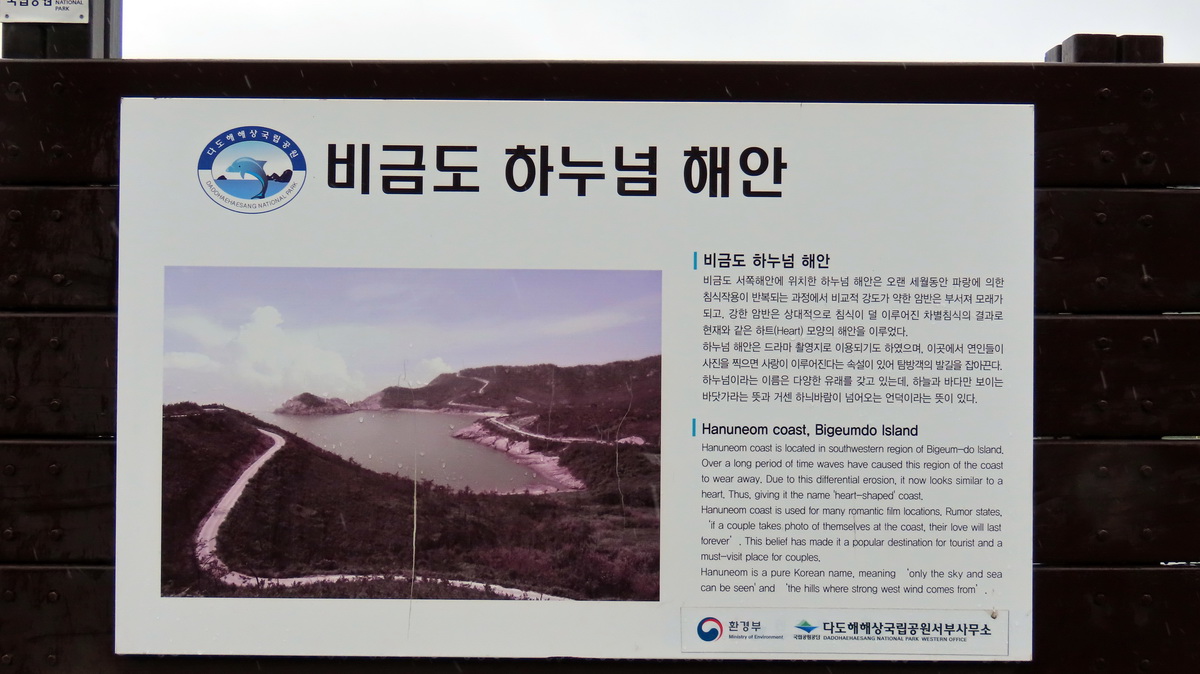 국립공원 NATIONAL
PARK
다도해해상국립공원
DADOHAEHAESANG NATIONAL PARK
비금도 하누넘 해안
비금도 하누넘 해안
비금도 서쪽해안에 위치한 하누넘 해안은 오랜 세월동안 파랑에 의한
침식작용이 반복되는 과정에서 비교적 강도가 약한 암반은 부서져 모래가
되고, 강한 암반은 상대적으로 침식이 덜 이루어진 차별침식의 결과로
현재와 같은 하트(Heart) 모양의 해안을 이루었다.
하누넘 해안은 드라마 촬영지로 이용되기도 하였으며, 이곳에서 연인들이
사진을 찍으면 사랑이 이루어진다는 속설이 있어 탐방객의 발길을 잡아끈다.
하누넘이라는 이름은 다양한 유래를 갖고 있는데, 하늘과 바다만 보이는
바닷가라는 뜻과 거센 하늬바람이 넘어오는 언덕이라는 뜻이 있다.
Hanuneom coast, Bigeumdo Island
Hanuneom coast is located in southwestern region of Bigeum-do Island.
Over a long period of time waves have caused this region of the coast
to wear away. Due to this differential erosion, it now looks similar to a
heart. Thus, giving it the name 'heart-shaped' coast.
Hanuneom coast is used for many romantic film locations. Rumor states,
'if a couple takes photo of themselves at the coast, their love will last
forever'. This belief has made it a popular destination for tourist and a
must-visit place for couples.
Hanuneom is a pure Korean name, meaning 'only the sky and sea
can be seen' and 'the hills where strong west wind comes from'.
환경부
Ministry of Environment
국립공원공단
다도해해상국립공원서부사무소
DADOHAEHAESANG NATIONAL PARK WESTERN OFFICE